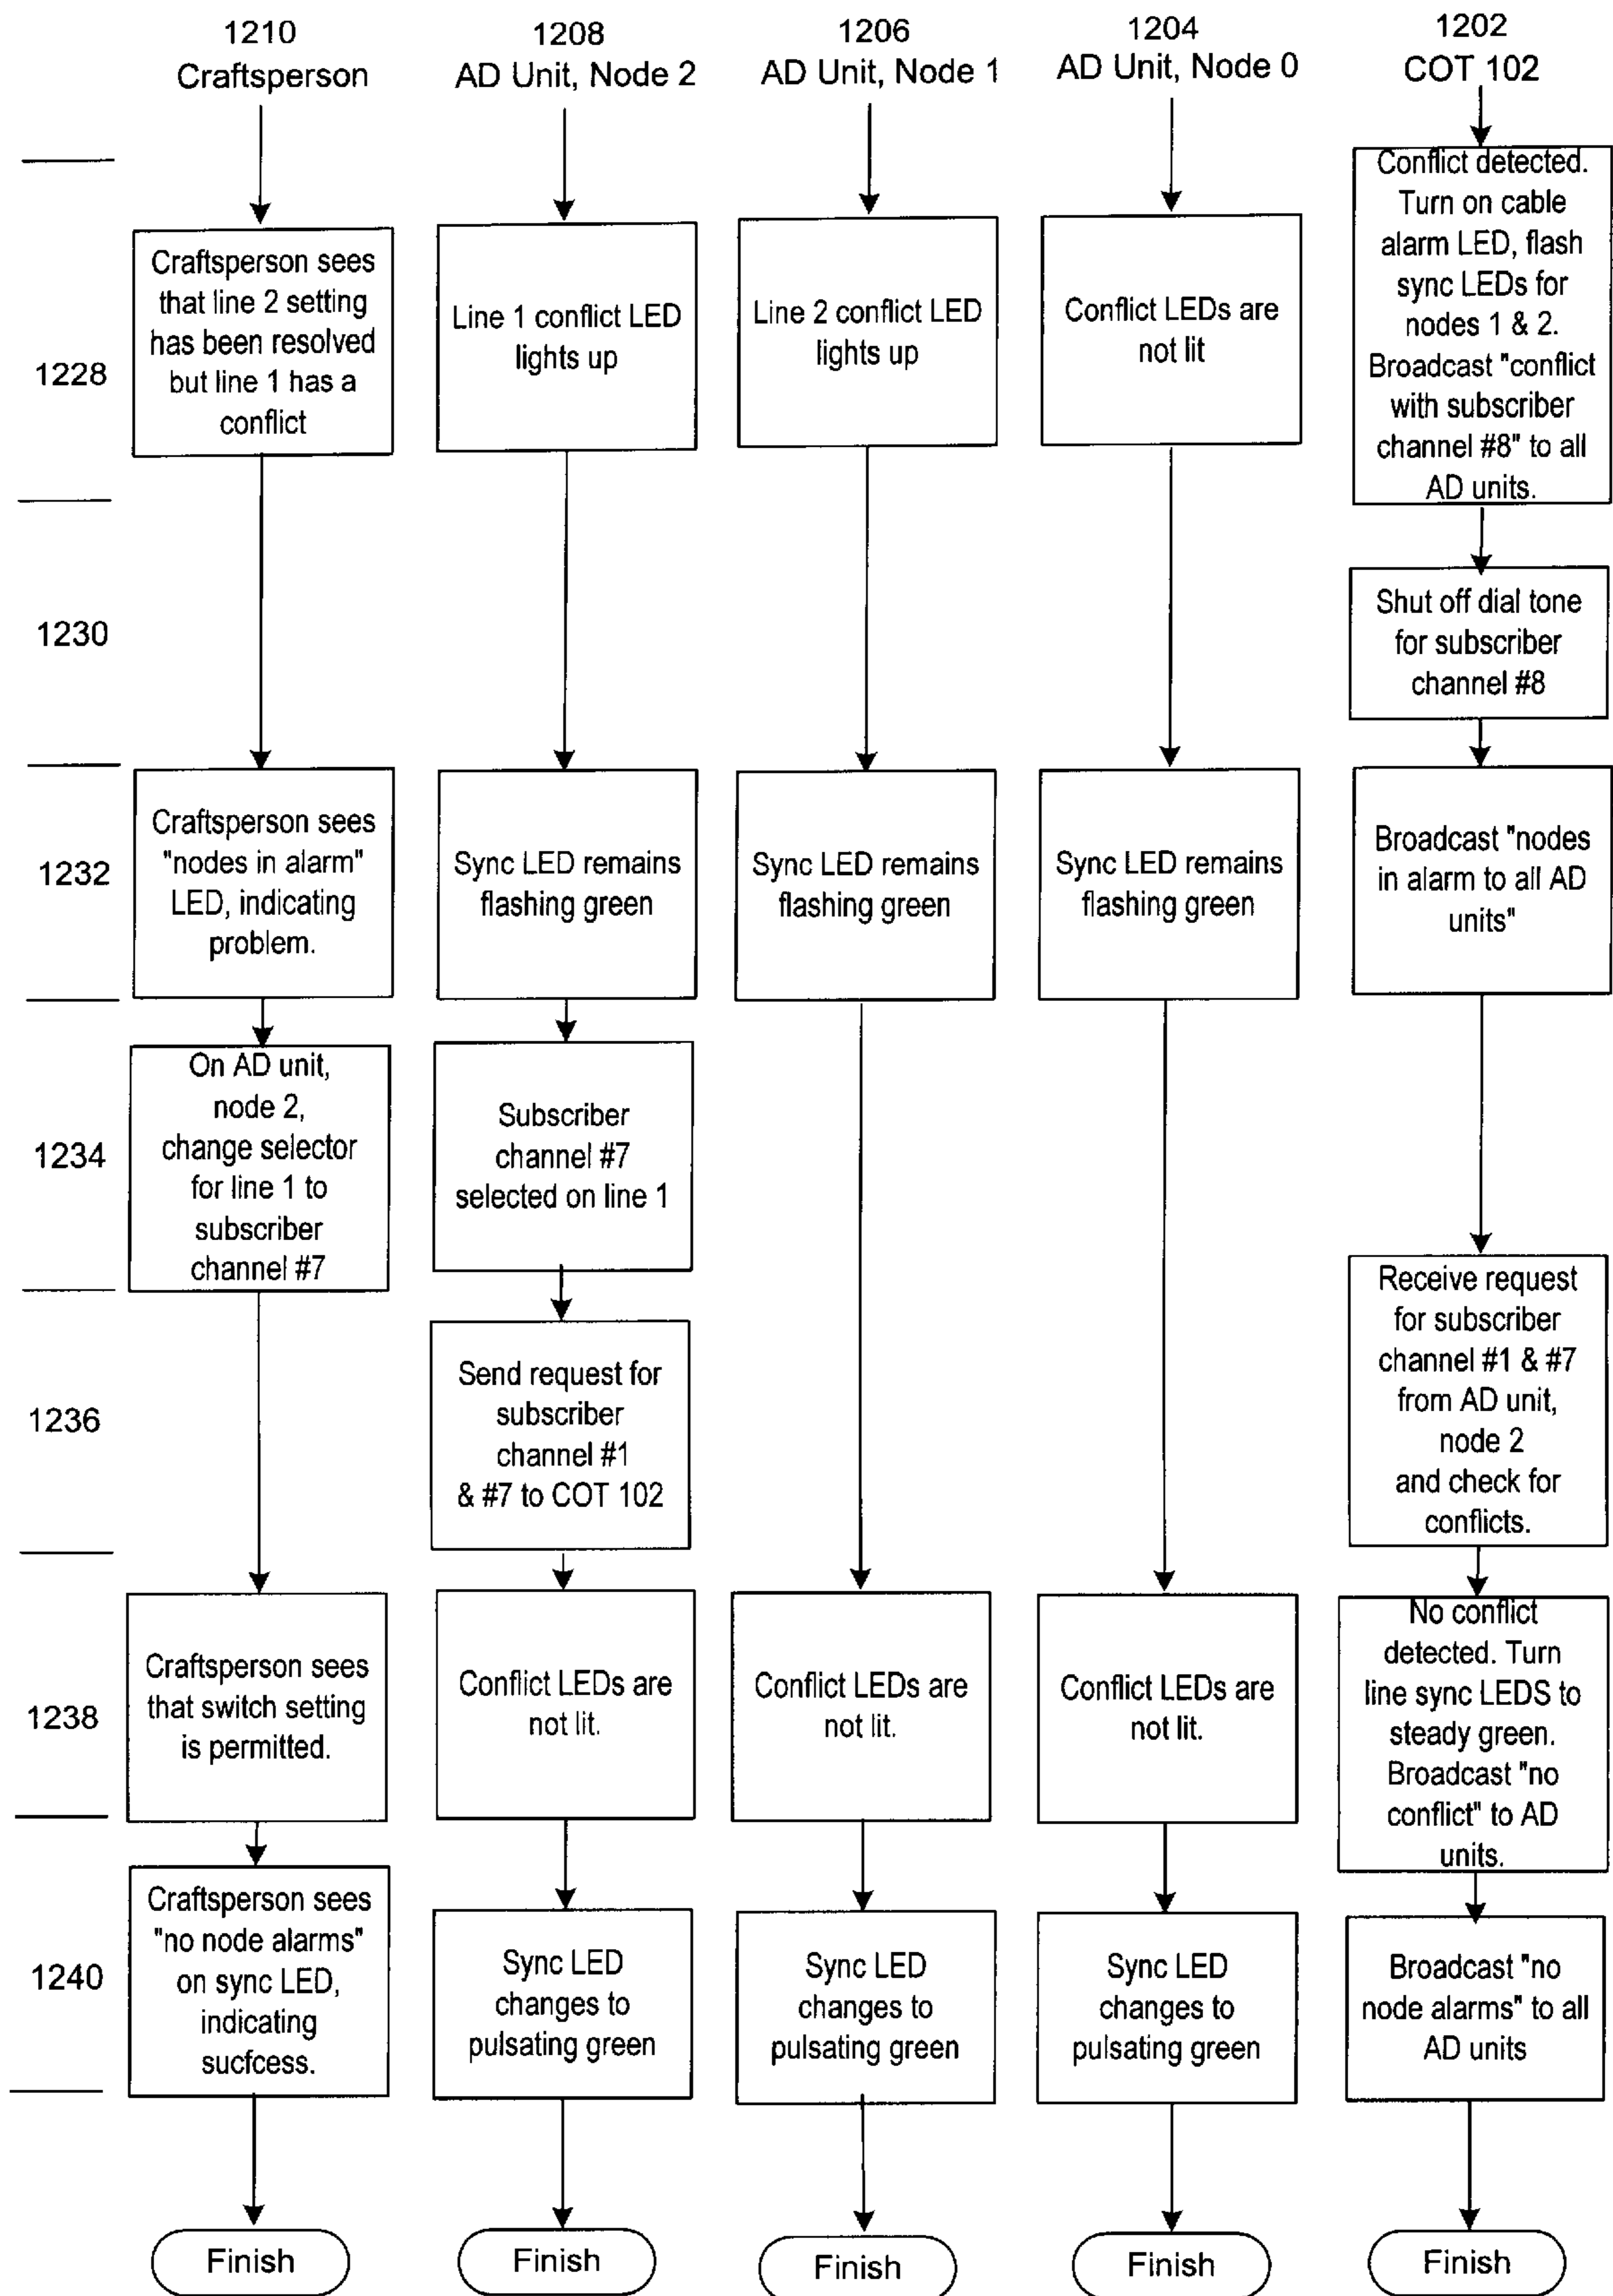 1210
Craftsperson
1208
AD Unit, Node 2
1206
AD Unit, Node 1
1204
AD Unit, Node 0
1202
COT 102
1228
Craftsperson sees
that line 2 setting
has been resolved
but line 1 has a
conflict
Line 1 conflict LED
lights up
Line 2 conflict LED
lights up
Conflict LEDs are
not lit
Conflict detected.
Turn on cable
alarm LED, flash
sync LEDs for
nodes 1 & 2.
Broadcast "conflict
with subscriber
channel #8" to all
AD units.
1230
Shut off dial tone
for subscriber
channel #8
1232
Craftsperson sees
"nodes in alarm"
LED, indicating
problem.
Sync LED remains
flashing green
Sync LED remains
flashing green
Sync LED remains
flashing green
Broadcast "nodes
in alarm to all AD
units"
1234
On AD unit,
node 2,
change selector
for line 1 to
subscriber
channel #7
Subscriber
channel #7
selected on line 1
1236
Send request for
subscriber
channel #1
& #7 to COT 102
Receive request
for subscriber
channel #1 & #7
from AD unit,
node 2
and check for
conflicts.
1238
Craftsperson sees
that switch setting
is permitted.
Conflict LEDs are
not lit.
Conflict LEDs are
not lit.
Conflict LEDs are
not lit.
No conflict
detected. Turn
line sync LEDS to
steady green.
Broadcast "no
conflict" to AD
units.
1240
Craftsperson sees
"no node alarms"
on sync LED,
indicating
sucfcess.
Sync LED
changes to
pulsating green
Sync LED
changes to
pulsating green
Sync LED
changes to
pulsating green
Broadcast "no
node alarms" to all
AD units
Finish
Finish
Finish
Finish
Finish